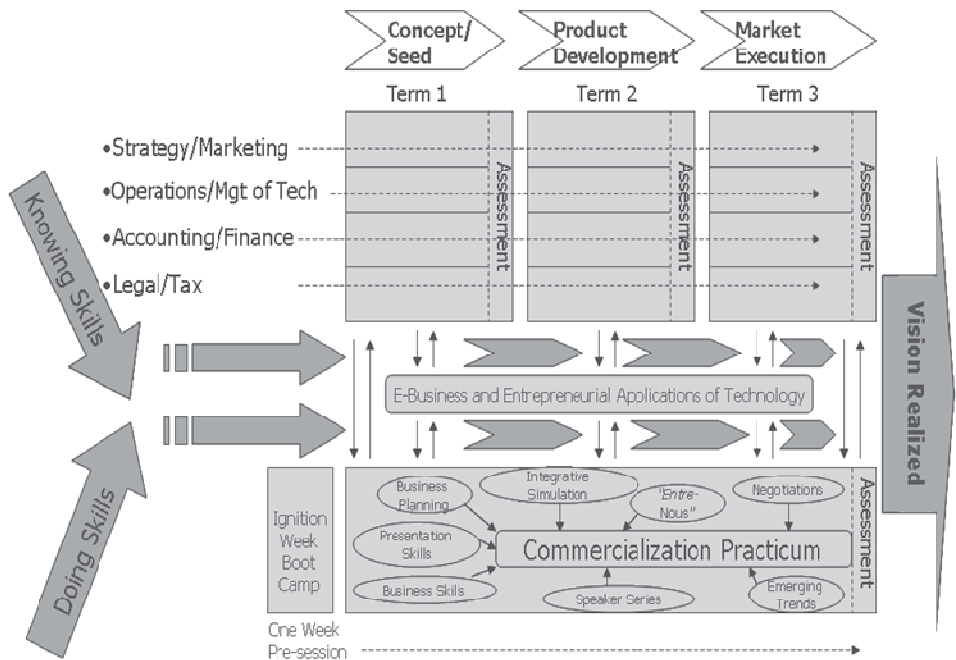 Concept/
Seed
Product
Development
Market
Execution
Term 1
Term 2
Term 3
•Strategy/Marketing
•Operations/Mgt of Tech
•Accounting/Finance
•Legal/Tax
Assessment
Assessment
Assessment
Knowing Skills
Doing Skills
Vision Realized
E-Business and Entrepreneurial Applications of Technology
Ignition
Week
Boot
Camp
Business
Planning
Integrative
Simulation
"Entre-
Nous"
Negotiations
Presentation
Skills
Commercialization Practicum
Business Skills
Speaker Series
Emerging
Trends
Assessment
One Week
Pre-session